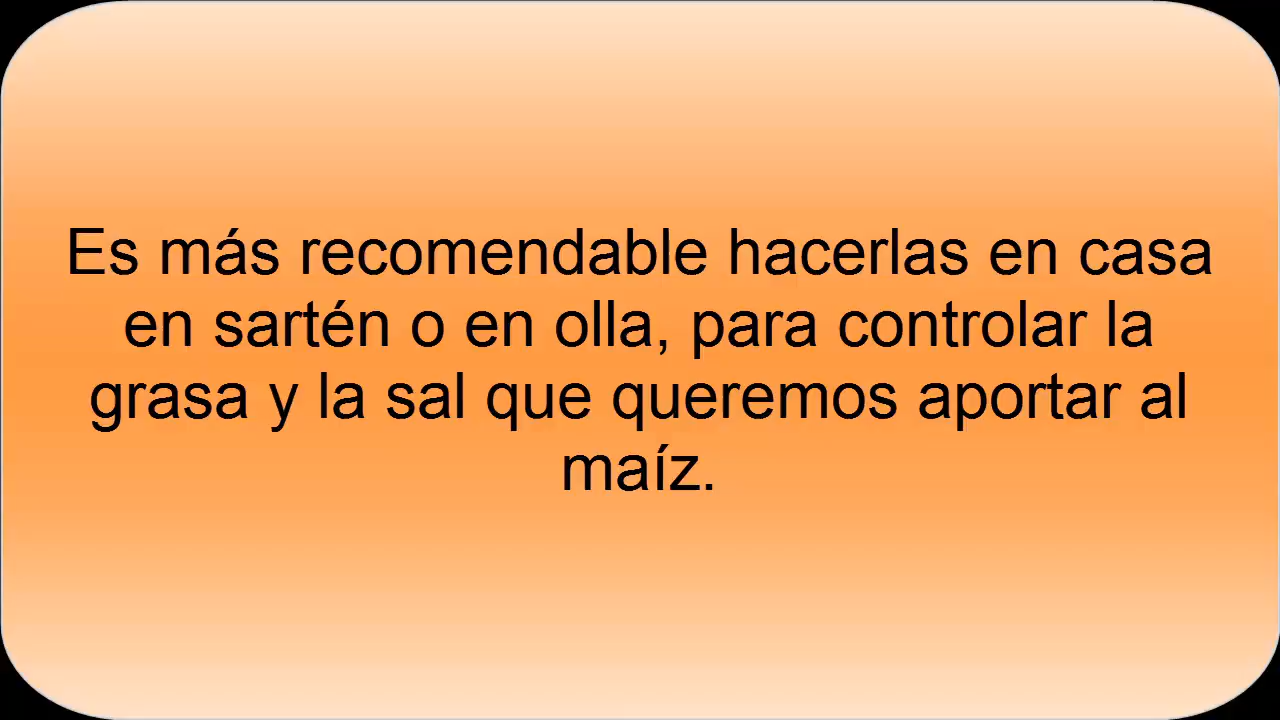 Es más recomendable hacerlas en casa
en sartén o en olla, para controlar la
grasa y la sal que queremos aportar al
maíz.